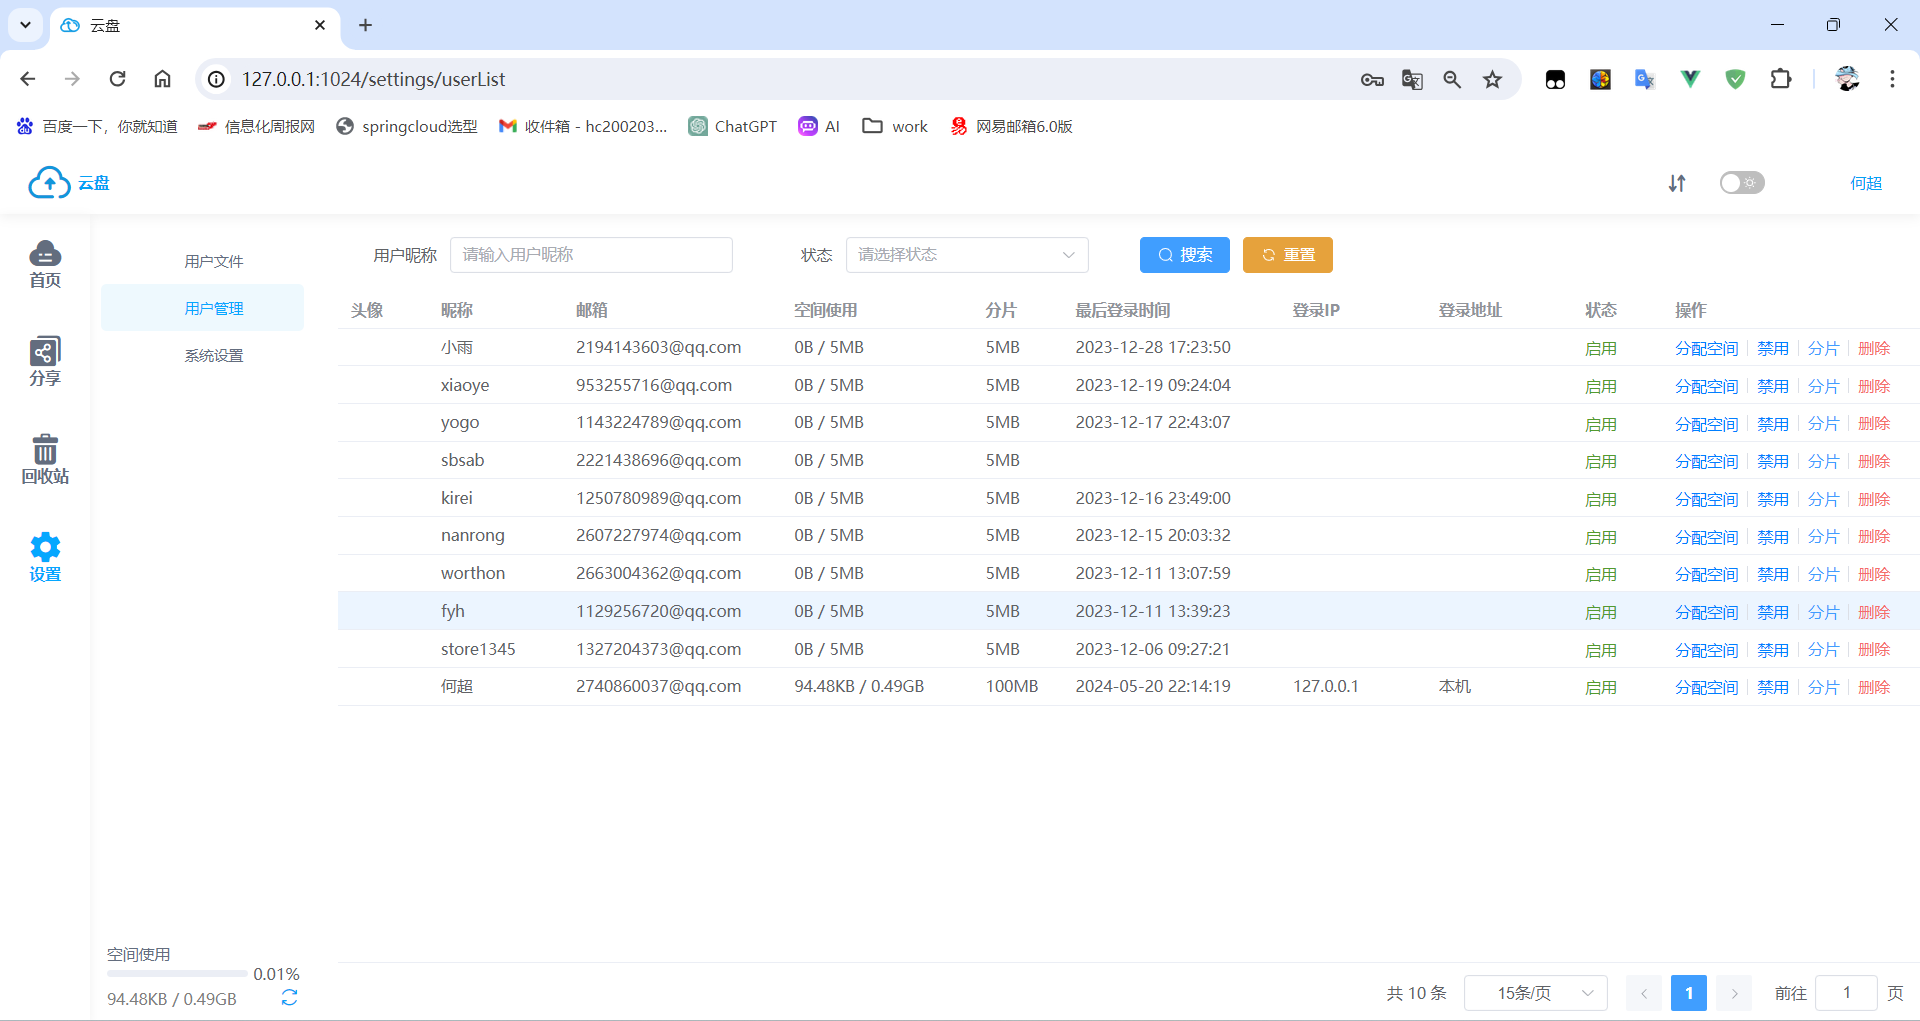 云盘
127.0.0.1:1024/settings/userList
百度一下，你就知道 信息化周报网 springcloud选型 收件箱 - hc200203... ChatGPT AI work 网易邮箱6.0版
云盘 何超
首页
分享
回收站
设置
用户文件
用户管理
系统设置
用户昵称 请输入用户昵称 状态 请选择状态 搜索 重置
头像 昵称 邮箱 空间使用 分片 最后登录时间 登录IP 登录地址 状态 操作
小雨 2194143603@qq.com 0B / 5MB 5MB 2023-12-28 17:23:50 启用 分配空间 禁用 分片 删除
xiaoye 953255716@qq.com 0B / 5MB 5MB 2023-12-19 09:24:04 启用 分配空间 禁用 分片 删除
yogo 1143224789@qq.com 0B / 5MB 5MB 2023-12-17 22:43:07 启用 分配空间 禁用 分片 删除
sbsab 2221438696@qq.com 0B / 5MB 5MB 启用 分配空间 禁用 分片 删除
kirei 1250780989@qq.com 0B / 5MB 5MB 2023-12-16 23:49:00 启用 分配空间 禁用 分片 删除
nanrong 2607227974@qq.com 0B / 5MB 5MB 2023-12-15 20:03:32 启用 分配空间 禁用 分片 删除
worthon 2663004362@qq.com 0B / 5MB 5MB 2023-12-11 13:07:59 启用 分配空间 禁用 分片 删除
fyh 1129256720@qq.com 0B / 5MB 5MB 2023-12-11 13:39:23 启用 分配空间 禁用 分片 删除
store1345 1327204373@qq.com 0B / 5MB 5MB 2023-12-06 09:27:21 启用 分配空间 禁用 分片 删除
何超 2740860037@qq.com 94.48KB / 0.49GB 100MB 2024-05-20 22:14:19 127.0.0.1 本机 启用 分配空间 禁用 分片 删除
空间使用
0.01%
94.48KB / 0.49GB
共 10 条 15条/页 1 前往 1 页